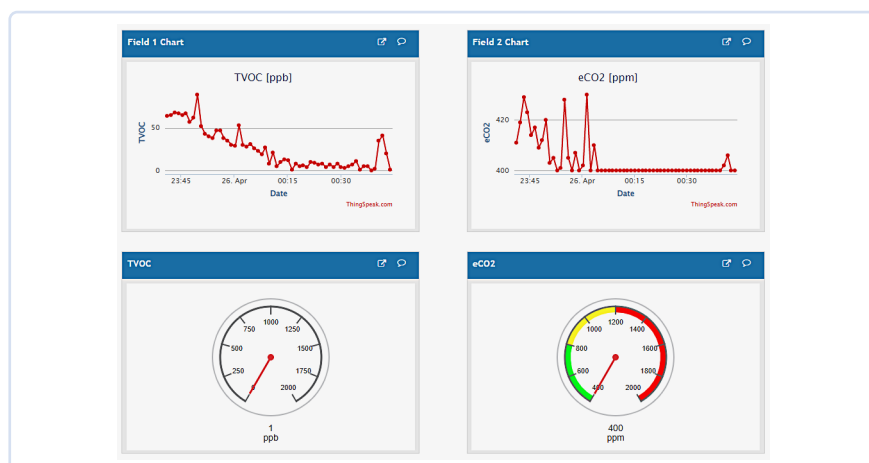 Field 1 Chart
TVOC [ppb]
TVOC
50
0
23:45 26. Apr 00:15 00:30
Date
ThingSpeak.com
Field 2 Chart
eCO2 [ppm]
eCO2
420
400
23:45 26. Apr 00:15 00:30
Date
ThingSpeak.com
TVOC
0
250
500
750
1000
1250
1500
1750
2000
1
ppb
eCO2
400
600
800
1000
1200
1400
1600
1800
2000
400
ppm